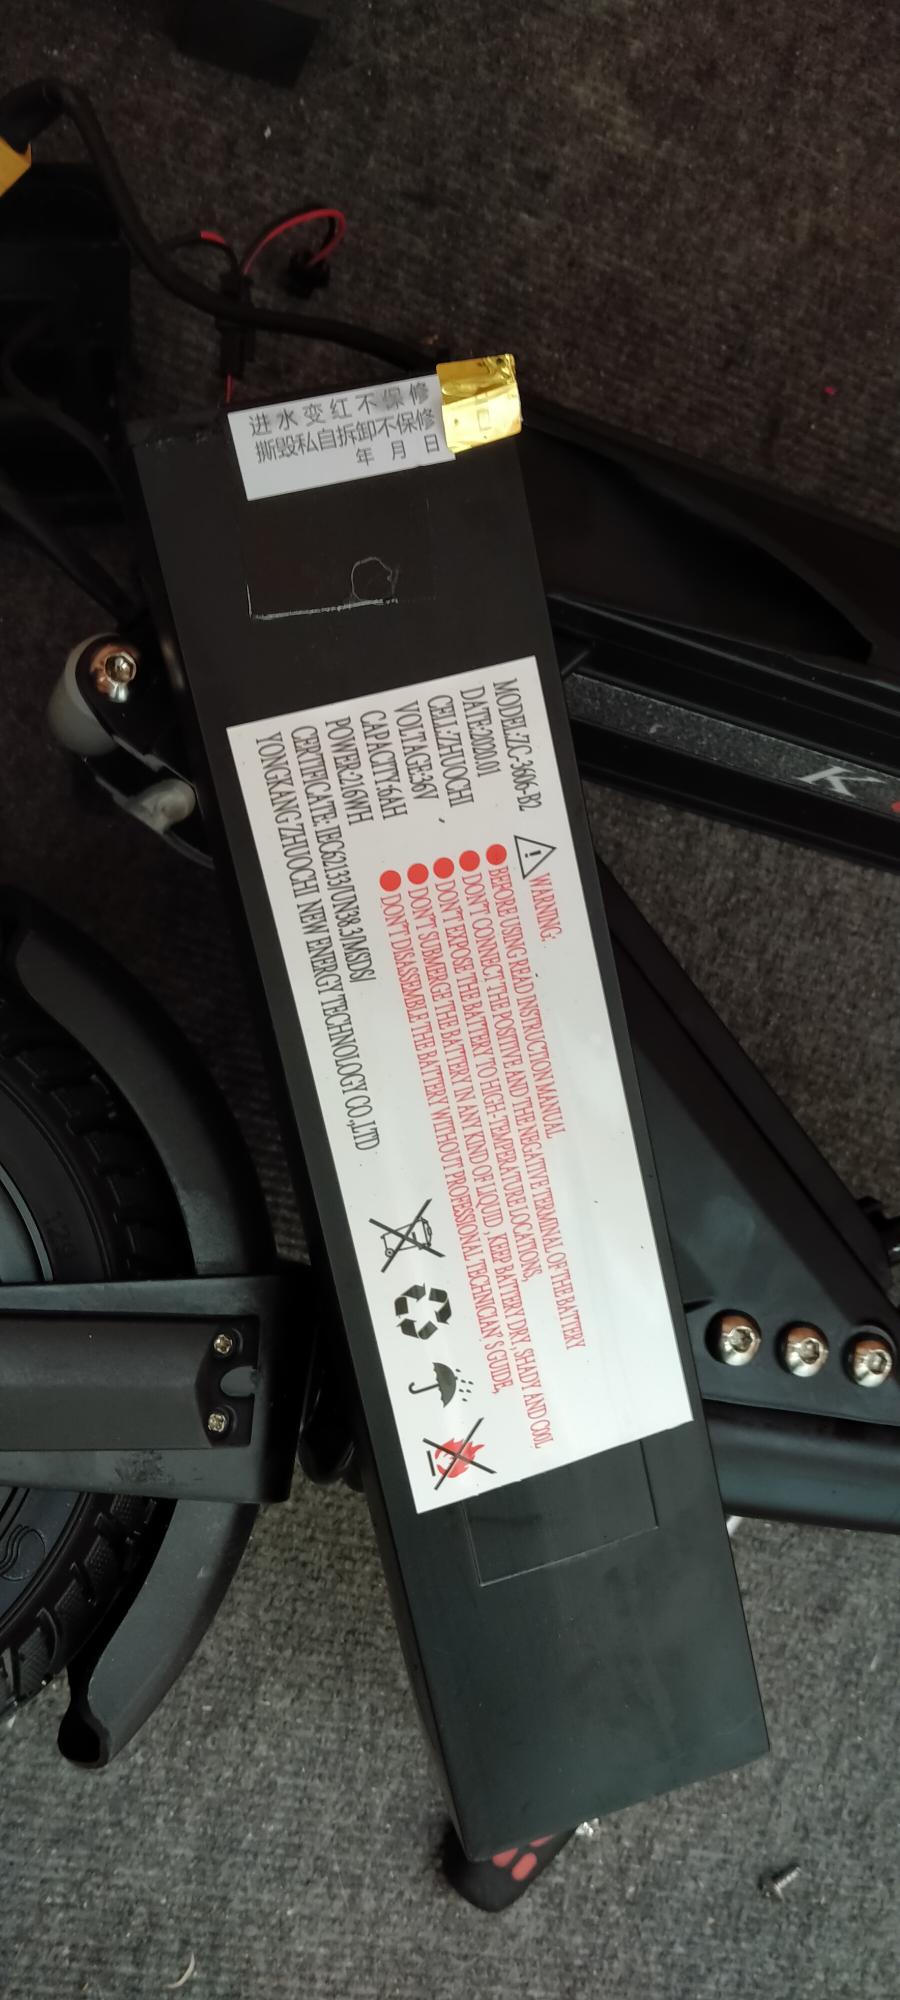 进水变红不保修
撕毁私自拆卸不保修
年 月 日
MODEL:ZC-3606-B2
DATE:2020.01
CELL:ZHUOCHI
VOLTAGE:36V
CAPACITY:6AH
POWER:216WH
CERTIFICATE: IEC62133/UN38.3/MSDS/
YONGKANG ZHUOCHI NEW ENERGY TECHNOLOGY CO.,LTD
WARNING:
BEFORE USING READ INSTRUCTION MANUAL
DON'T CONNECT THE POSITIVE AND THE NEGATIVE TERMINAL OF THE BATTERY
DON'T EXPOSE THE BATTERY TO HIGH-TEMPERATURE LOCATIONS,
DON'T SUBMERGE THE BATTERY IN ANY KIND OF LIQUID , KEEP BATTERY DRY, SHADY AND COOL
DON'T DISASSEMBLE THE BATTERY WITHOUT PROFESSIONAL TECHNICAN'S GUIDE,
K